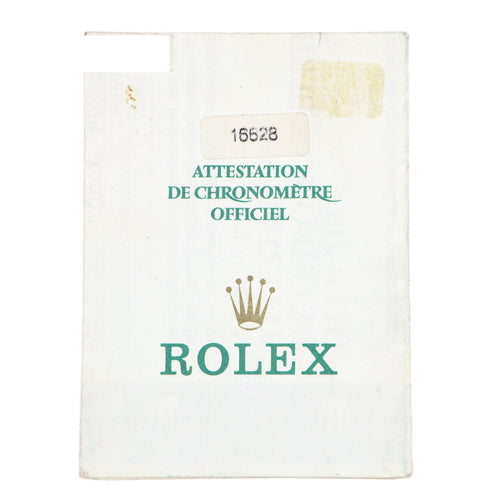 16628
ATTESTATION
DE CHRONOMÈTRE
OFFICIEL
ROLEX